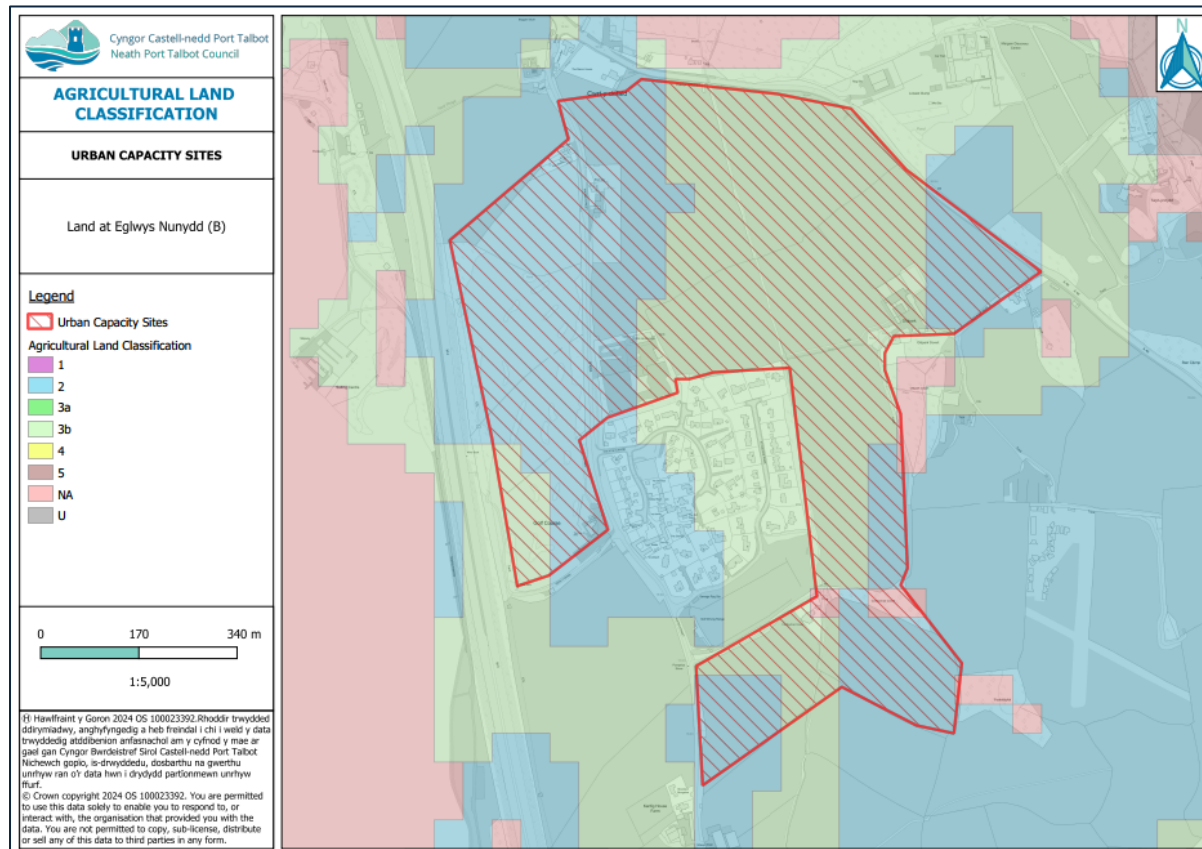 Cyngor Castell-nedd Port Talbot
Neath Port Talbot Council
AGRICULTURAL LAND
CLASSIFICATION
URBAN CAPACITY SITES
Land at Eglwys Nunydd (B)
Legend
Urban Capacity Sites
Agricultural Land Classification
1
2
3a
3b
4
5
NA
U
0 170 340 m
1:5,000
Hawlfraint y Goron 2024 OS 100023392.Rhoddir trwydded
ddirymiadwy, anghyfyngedig a heb freindal i chi i weld y data
trwyddedig atddibenion anfasnachol am y cyfnod y mae ar
gael gan Cyngor Bwrdeistref Sirol Castell-nedd Port Talbot
Nichewch gopïo, is-drwyddedu, dosbarthu na gwerthu
unrhyw ran o'r data hwn i drydydd partïonmewn unrhyw
ffurf.
© Crown copyright 2024 OS 100023392. You are permitted
to use this data solely to enable you to respond to, or
interact with, the organisation that provided you with the
data. You are not permitted to copy, sub-license, distribute
or sell any of this data to third parties in any form.
N